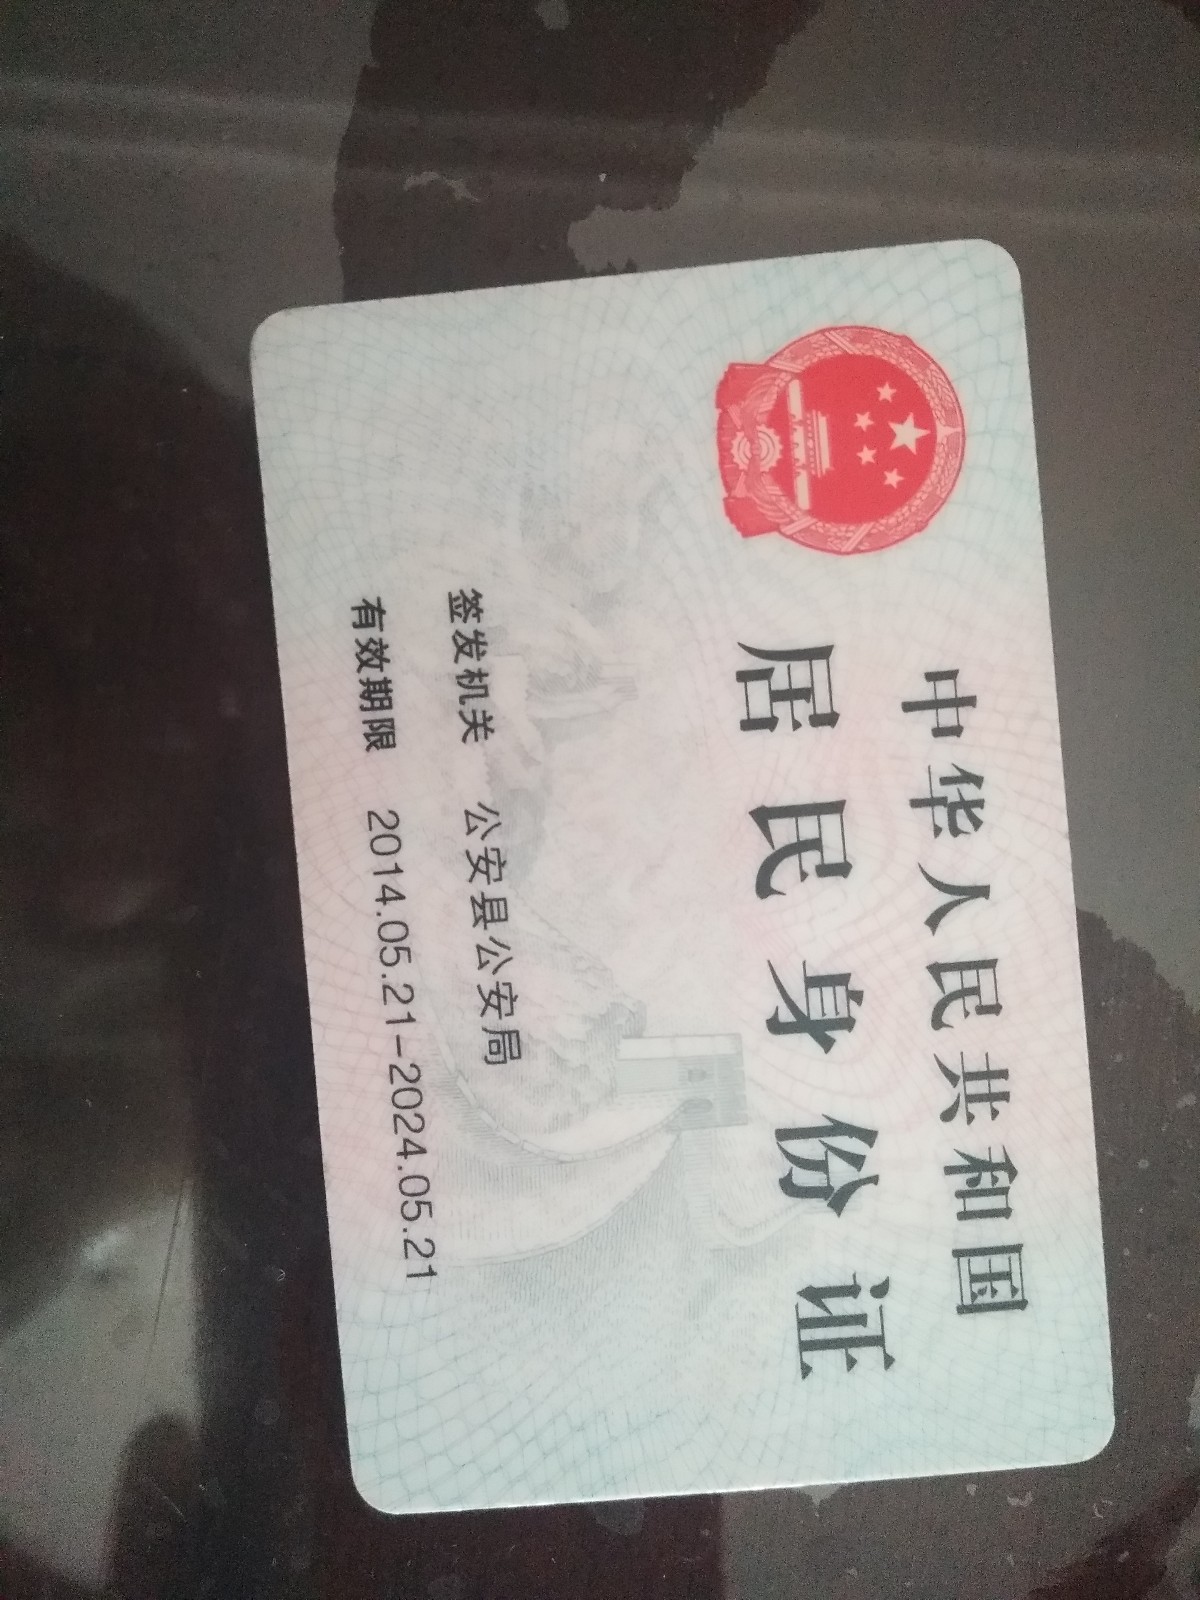 中华人民共和国
居民身份证
签发机关 公安县公安局
有效期限 2014.05.21-2024.05.21